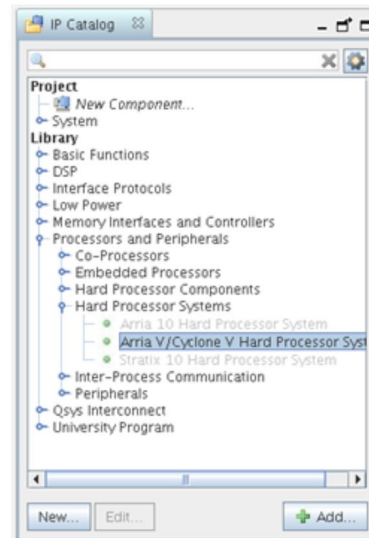 IP Catalog
Project
New Component...
System
Library
Basic Functions
DSP
Interface Protocols
Low Power
Memory Interfaces and Controllers
Processors and Peripherals
Co-Processors
Embedded Processors
Hard Processor Components
Hard Processor Systems
Arria 10 Hard Processor System
Arria V/Cyclone V Hard Processor Syst
Stratix 10 Hard Processor System
Inter-Process Communication
Peripherals
Qsys Interconnect
University Program
New... Edit... Add...